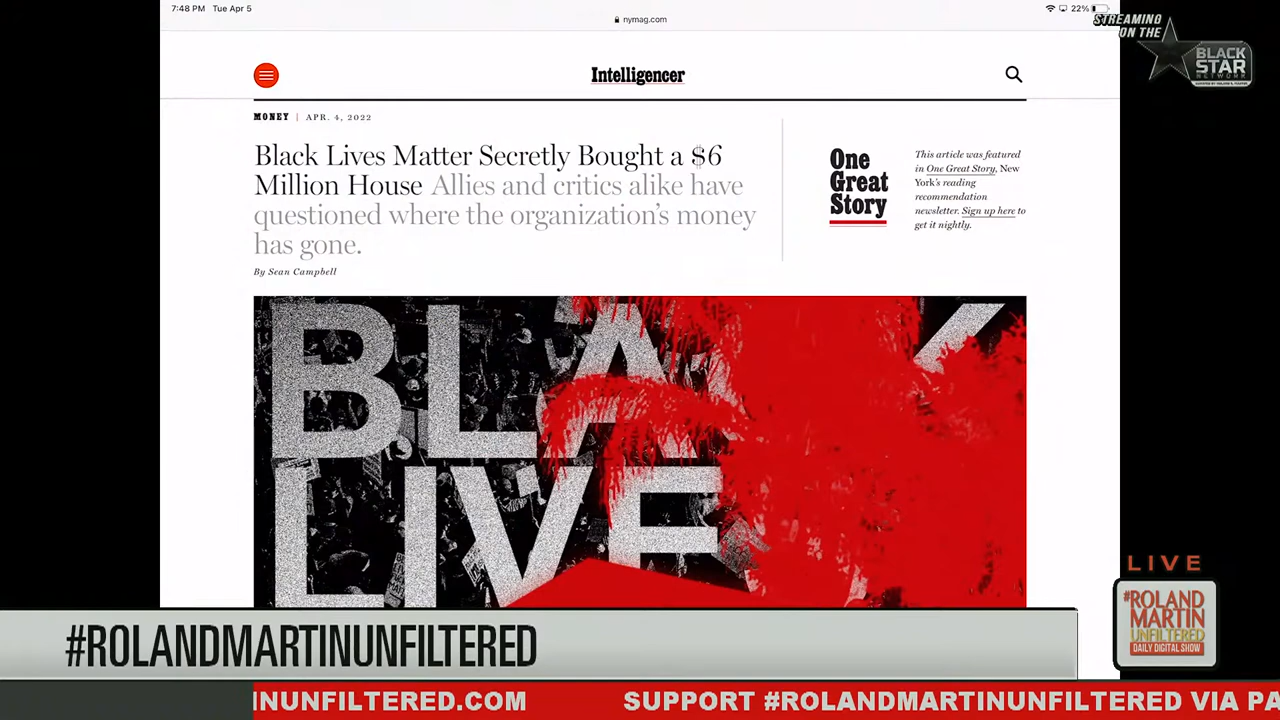 7:48 PM Tue Apr 5
nymag.com
22%
STREAMING
ON THE
BLACK
STAR
NETWORK
Intelligencer
MONEY | APR. 4, 2022
Black Lives Matter Secretly Bought a $6
Million House Allies and critics alike have
questioned where the organization's money
has gone.
By Sean Campbell
One
Great
Story
This article was featured
in One Great Story, New
York's reading
recommendation
newsletter. Sign up here to
get it nightly.
BLA
LIVE
LIVE
#ROLAND
MARTIN
UNFILTERED
DAILY DIGITAL SHOW
#ROLANDMARTINUNFILTERED
INUNFILTERED.COM SUPPORT #ROLANDMARTINUNFILTERED VIA PA